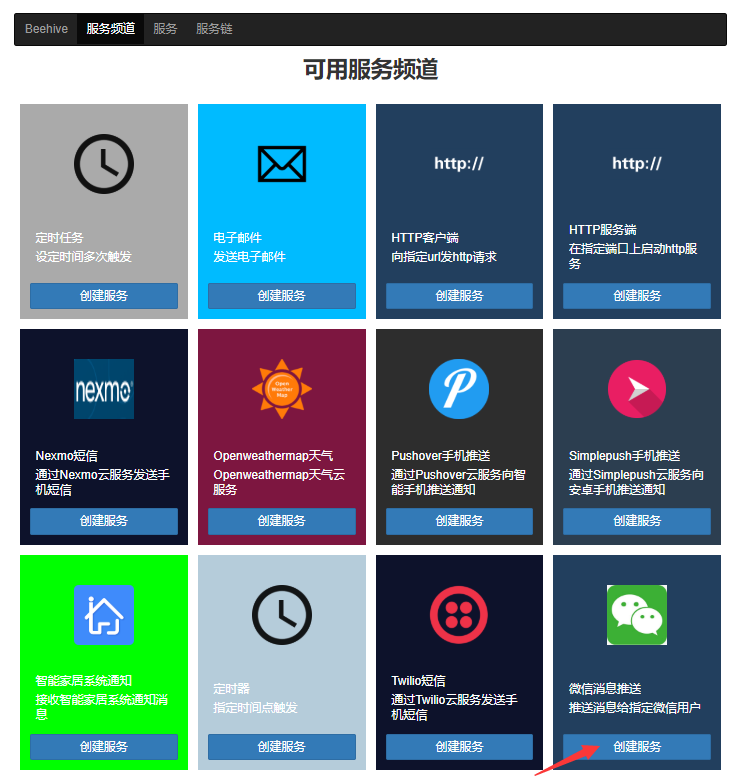 Beehive 服务频道 服务 服务链
可用服务频道
http://
http://
定时任务
设定时间多次触发
电子邮件
发送电子邮件
HTTP客户端
向指定url发http请求
HTTP服务端
在指定端口上启动http服
务
创建服务
创建服务
创建服务
创建服务
nexmo
Open
Weather
Map
Nexmo短信
通过Nexmo云服务发送手
机短信
Openweathermap天气
Openweathermap天气云
服务
Pushover手机推送
通过Pushover云服务向智
能手机推送通知
Simplepush手机推送
通过Simplepush云服务向
安卓手机推送通知
创建服务
创建服务
创建服务
创建服务
智能家居系统通知
接收智能家居系统通知消
息
定时器
指定时间点触发
Twilio短信
通过Twilio云服务发送手
机短信
微信消息推送
推送消息给指定微信用户
创建服务
创建服务
创建服务
创建服务